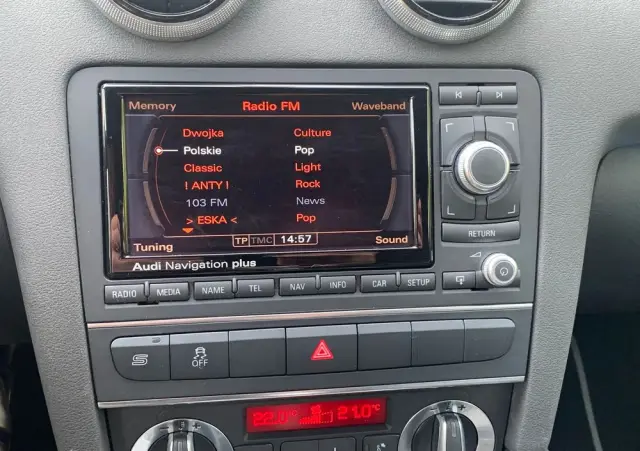 Memory Radio FM Waveband
Dwojka Culture
Polskie Pop
Classic Light
! ANTY ! Rock
103 FM News
> ESKA < Pop
Tuning TP TMC 14:57 Sound
Audi Navigation plus
RETURN
RADIO MEDIA NAME TEL NAV INFO CAR SETUP
S OFF
21.0°C